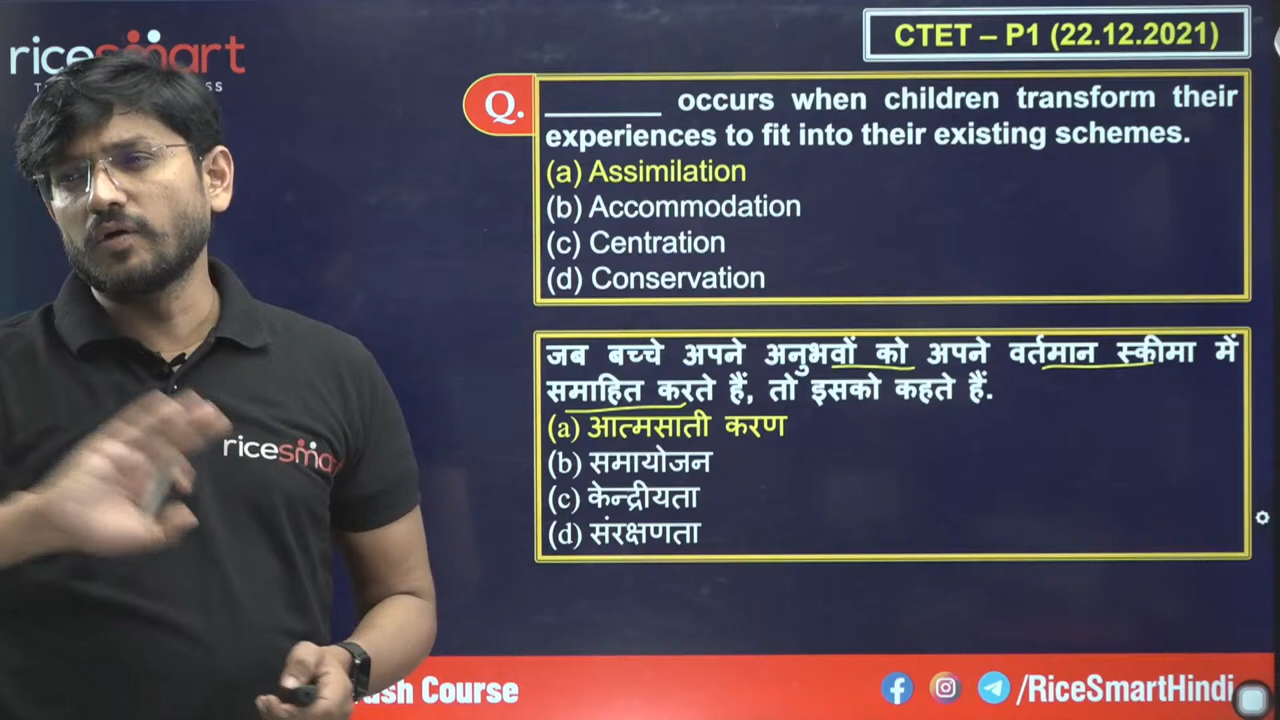 ricesmart
CTET – P1 (22.12.2021)
Q.
______ occurs when children transform their
experiences to fit into their existing schemes.
(a) Assimilation
(b) Accommodation
(c) Centration
(d) Conservation
जब बच्चे अपने अनुभवों को अपने वर्तमान स्कीमा में
समाहित करते हैं, तो इसको कहते हैं.
(a) आत्मसाती करण
(b) समायोजन
(c) केन्द्रीयता
(d) संरक्षणता
ricesmart
Course
/RiceSmartHindi